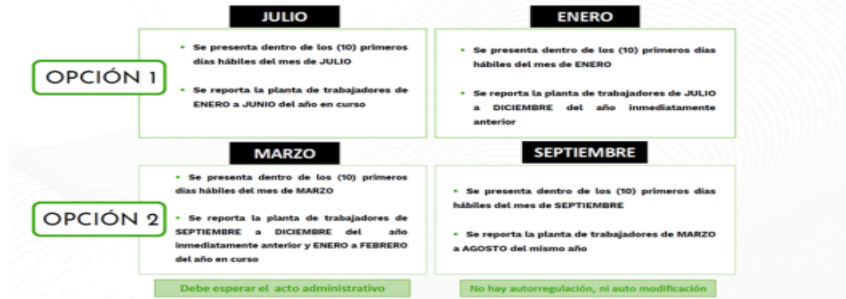 JULIO
• Se presenta dentro de los (10) primeros
días hábiles del mes de JULIO
• Se reporta la planta de trabajadores de
ENERO a JUNIO del año en curso
ENERO
• Se presenta dentro de los (10) primeros días
hábiles del mes de ENERO
• Se reporta la planta de trabajadores de JULIO
a DICIEMBRE del año inmediatamente
anterior
OPCIÓN 1
MARZO
• Se presenta dentro de los (10) primeros
días hábiles del mes de MARZO
• Se reporta la planta de trabajadores de
SEPTIEMBRE a DICIEMBRE del año
inmediatamente anterior y ENERO a FEBRERO
del año en curso
SEPTIEMBRE
• Se presenta dentro de los (10) primeros días
hábiles del mes de SEPTIEMBRE
• Se reporta la planta de trabajadores de MARZO
a AGOSTO del mismo año
OPCIÓN 2
Debe esperar el acto administrativo
No hay autorregulación, ni auto modificación